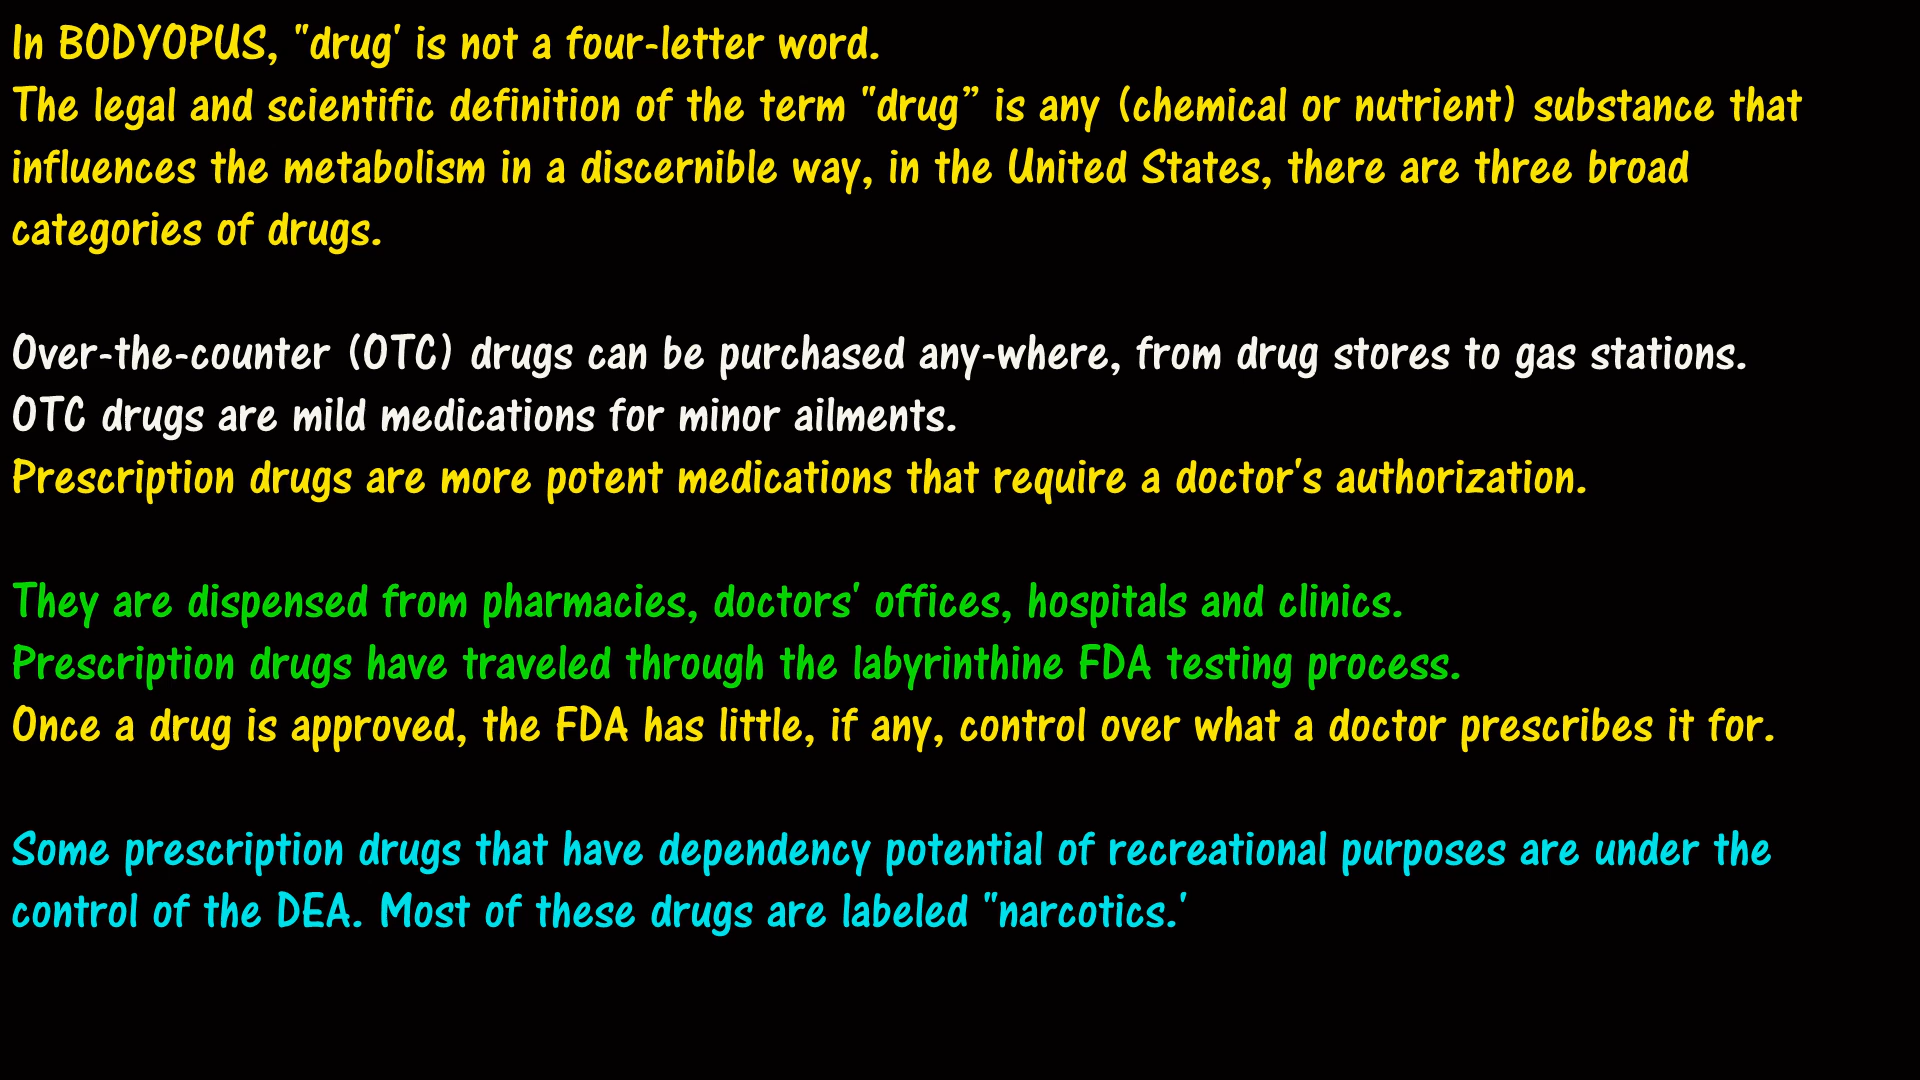 In BODYOPUS, "drug' is not a four-letter word.
The legal and scientific definition of the term "drug” is any (chemical or nutrient) substance that
influences the metabolism in a discernible way, in the United States, there are three broad
categories of drugs.
Over-the-counter (OTC) drugs can be purchased any-where, from drug stores to gas stations.
OTC drugs are mild medications for minor ailments.
Prescription drugs are more potent medications that require a doctor's authorization.
They are dispensed from pharmacies, doctors' offices, hospitals and clinics.
Prescription drugs have traveled through the labyrinthine FDA testing process.
Once a drug is approved, the FDA has little, if any, control over what a doctor prescribes it for.
Some prescription drugs that have dependency potential of recreational purposes are under the
control of the DEA. Most of these drugs are labeled "narcotics.'